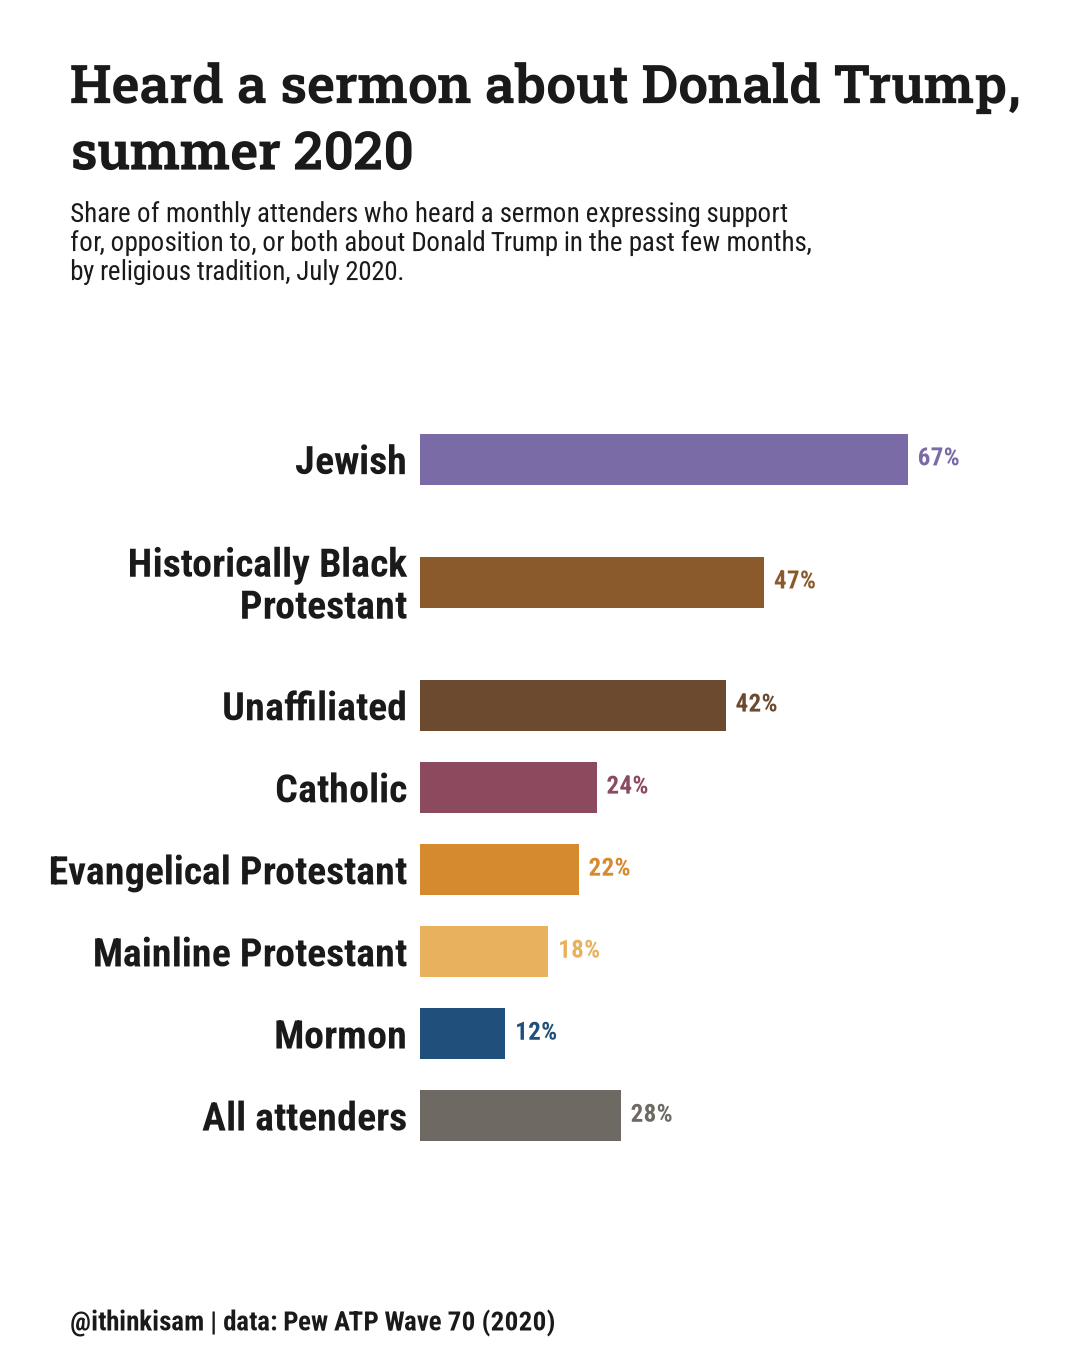 Heard a sermon about Donald Trump,
summer 2020
Share of monthly attenders who heard a sermon expressing support
for, opposition to, or both about Donald Trump in the past few months,
by religious tradition, July 2020.
Jewish 67%
Historically Black
Protestant 47%
Unaffiliated 42%
Catholic 24%
Evangelical Protestant 22%
Mainline Protestant 18%
Mormon 12%
All attenders 28%
@ithinkisam | data: Pew ATP Wave 70 (2020)